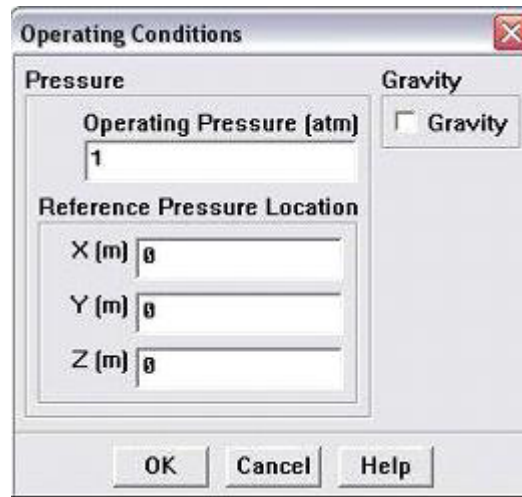 Operating Conditions
Pressure
Operating Pressure (atm)
1
Reference Pressure Location
X (m) 0
Y (m) 0
Z (m) 0
Gravity
Gravity
OK Cancel Help